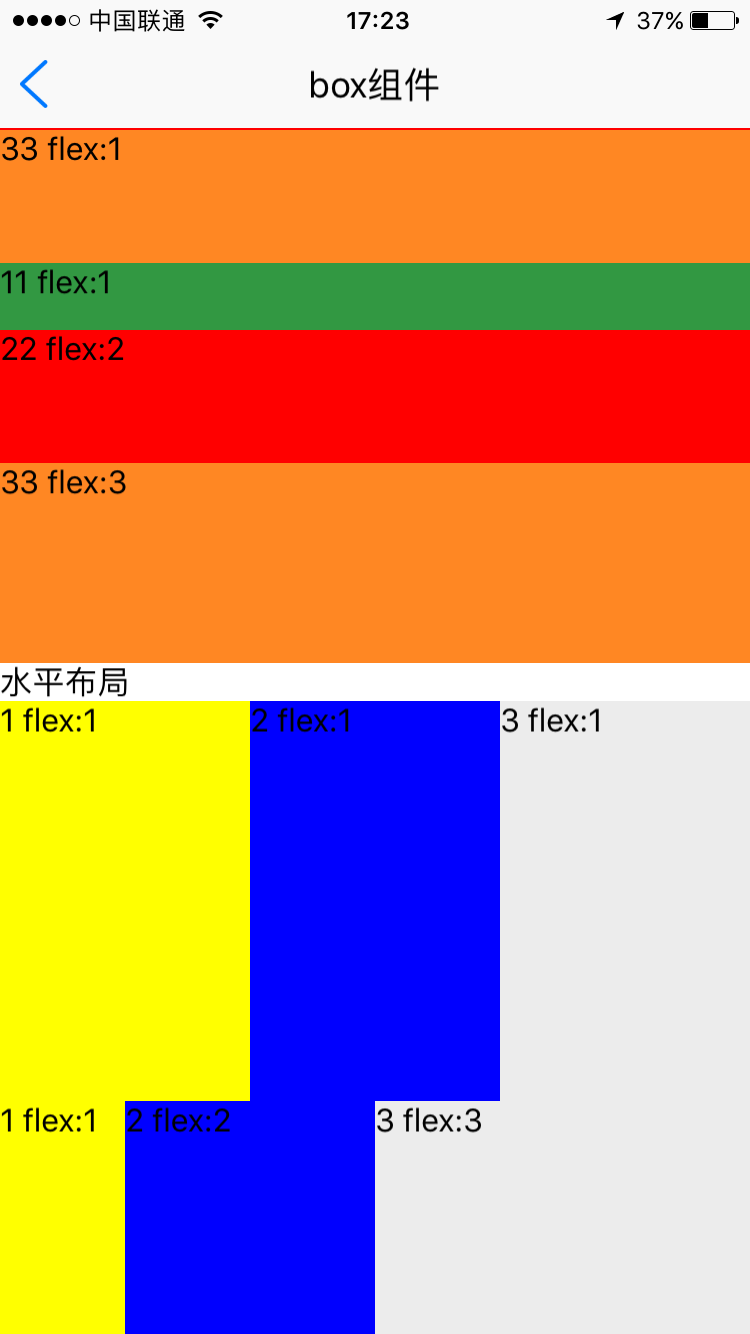 中国联通 17:23 37%
box组件
33 flex:1
11 flex:1
22 flex:2
33 flex:3
水平布局
1 flex:1 2 flex:1 3 flex:1
1 flex:1 2 flex:2 3 flex:3